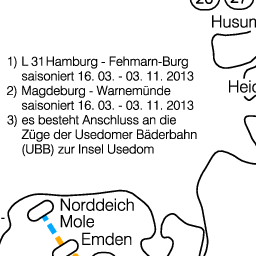 26 27
Husum
1) L 31 Hamburg - Fehmarn-Burg
saisoniert 16. 03. - 03. 11. 2013
Heid
2) Magdeburg - Warnemünde
saisoniert 16. 03. - 03. 11. 2013
3) es besteht Anschluss an die
Züge der Usedomer Bäderbahn
(UBB) zur Insel Usedom
Norddeich
Mole
Emden